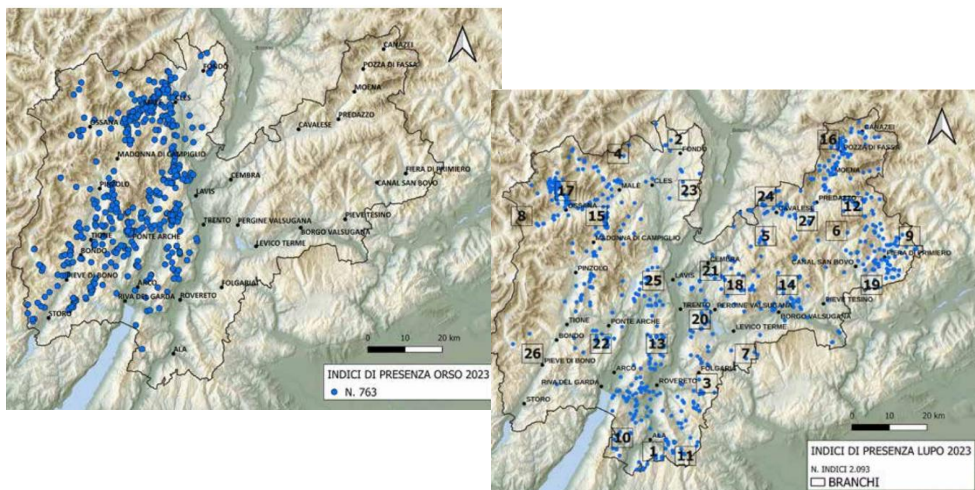 CANAZEI
POZZA DI FASSA
FONDO
MOENA
CLES
PREDAZZO
OSSANA
CAVALESE
MADONNA DI CAMPIGLIO
FIERA DI PRIMIERO
CEMBRA
PINZOLO
CANAL SAN BOVO
LAVIS
TRENTO
PERGINE VALSUGANA
PIEVE TESINO
BORGO VALSUGANA
TIONE
PONTE ARCHE
LEVICO TERME
BONDO
PIEVE DI BONO
ARCO
FOLGARIA
RIVA DEL GARDA
ROVERETO
STORO
ALA
0 10 20 km
INDICI DI PRESENZA ORSO 2023
N. 763
2
16
CANAZEI
POZZA DI FASSA
4
FONDO
MOENA
17
MALÈ
CLES
23
24
PREDAZZO
12
8
15
CAVALESE
27
6
9
5
MADONNA DI CAMPIGLIO
FIERA DI PRIMIERO
CEMBRA
21
CANAL SAN BOVO
PINZOLO
25
LAVIS
18
14
19
TRENTO
PERGINE VALSUGANA
PIEVE TESINO
20
BORGO VALSUGANA
TIONE
PONTE ARCHE
LEVICO TERME
BONDO
22
13
26
7
PIEVE DI BONO
ARCO
FOLGARIA
RIVA DEL GARDA
ROVERETO
3
STORO
10
ALA
1
11
0 10 20 km
INDICI DI PRESENZA LUPO 2023
N. INDICI 2.093
BRANCHI